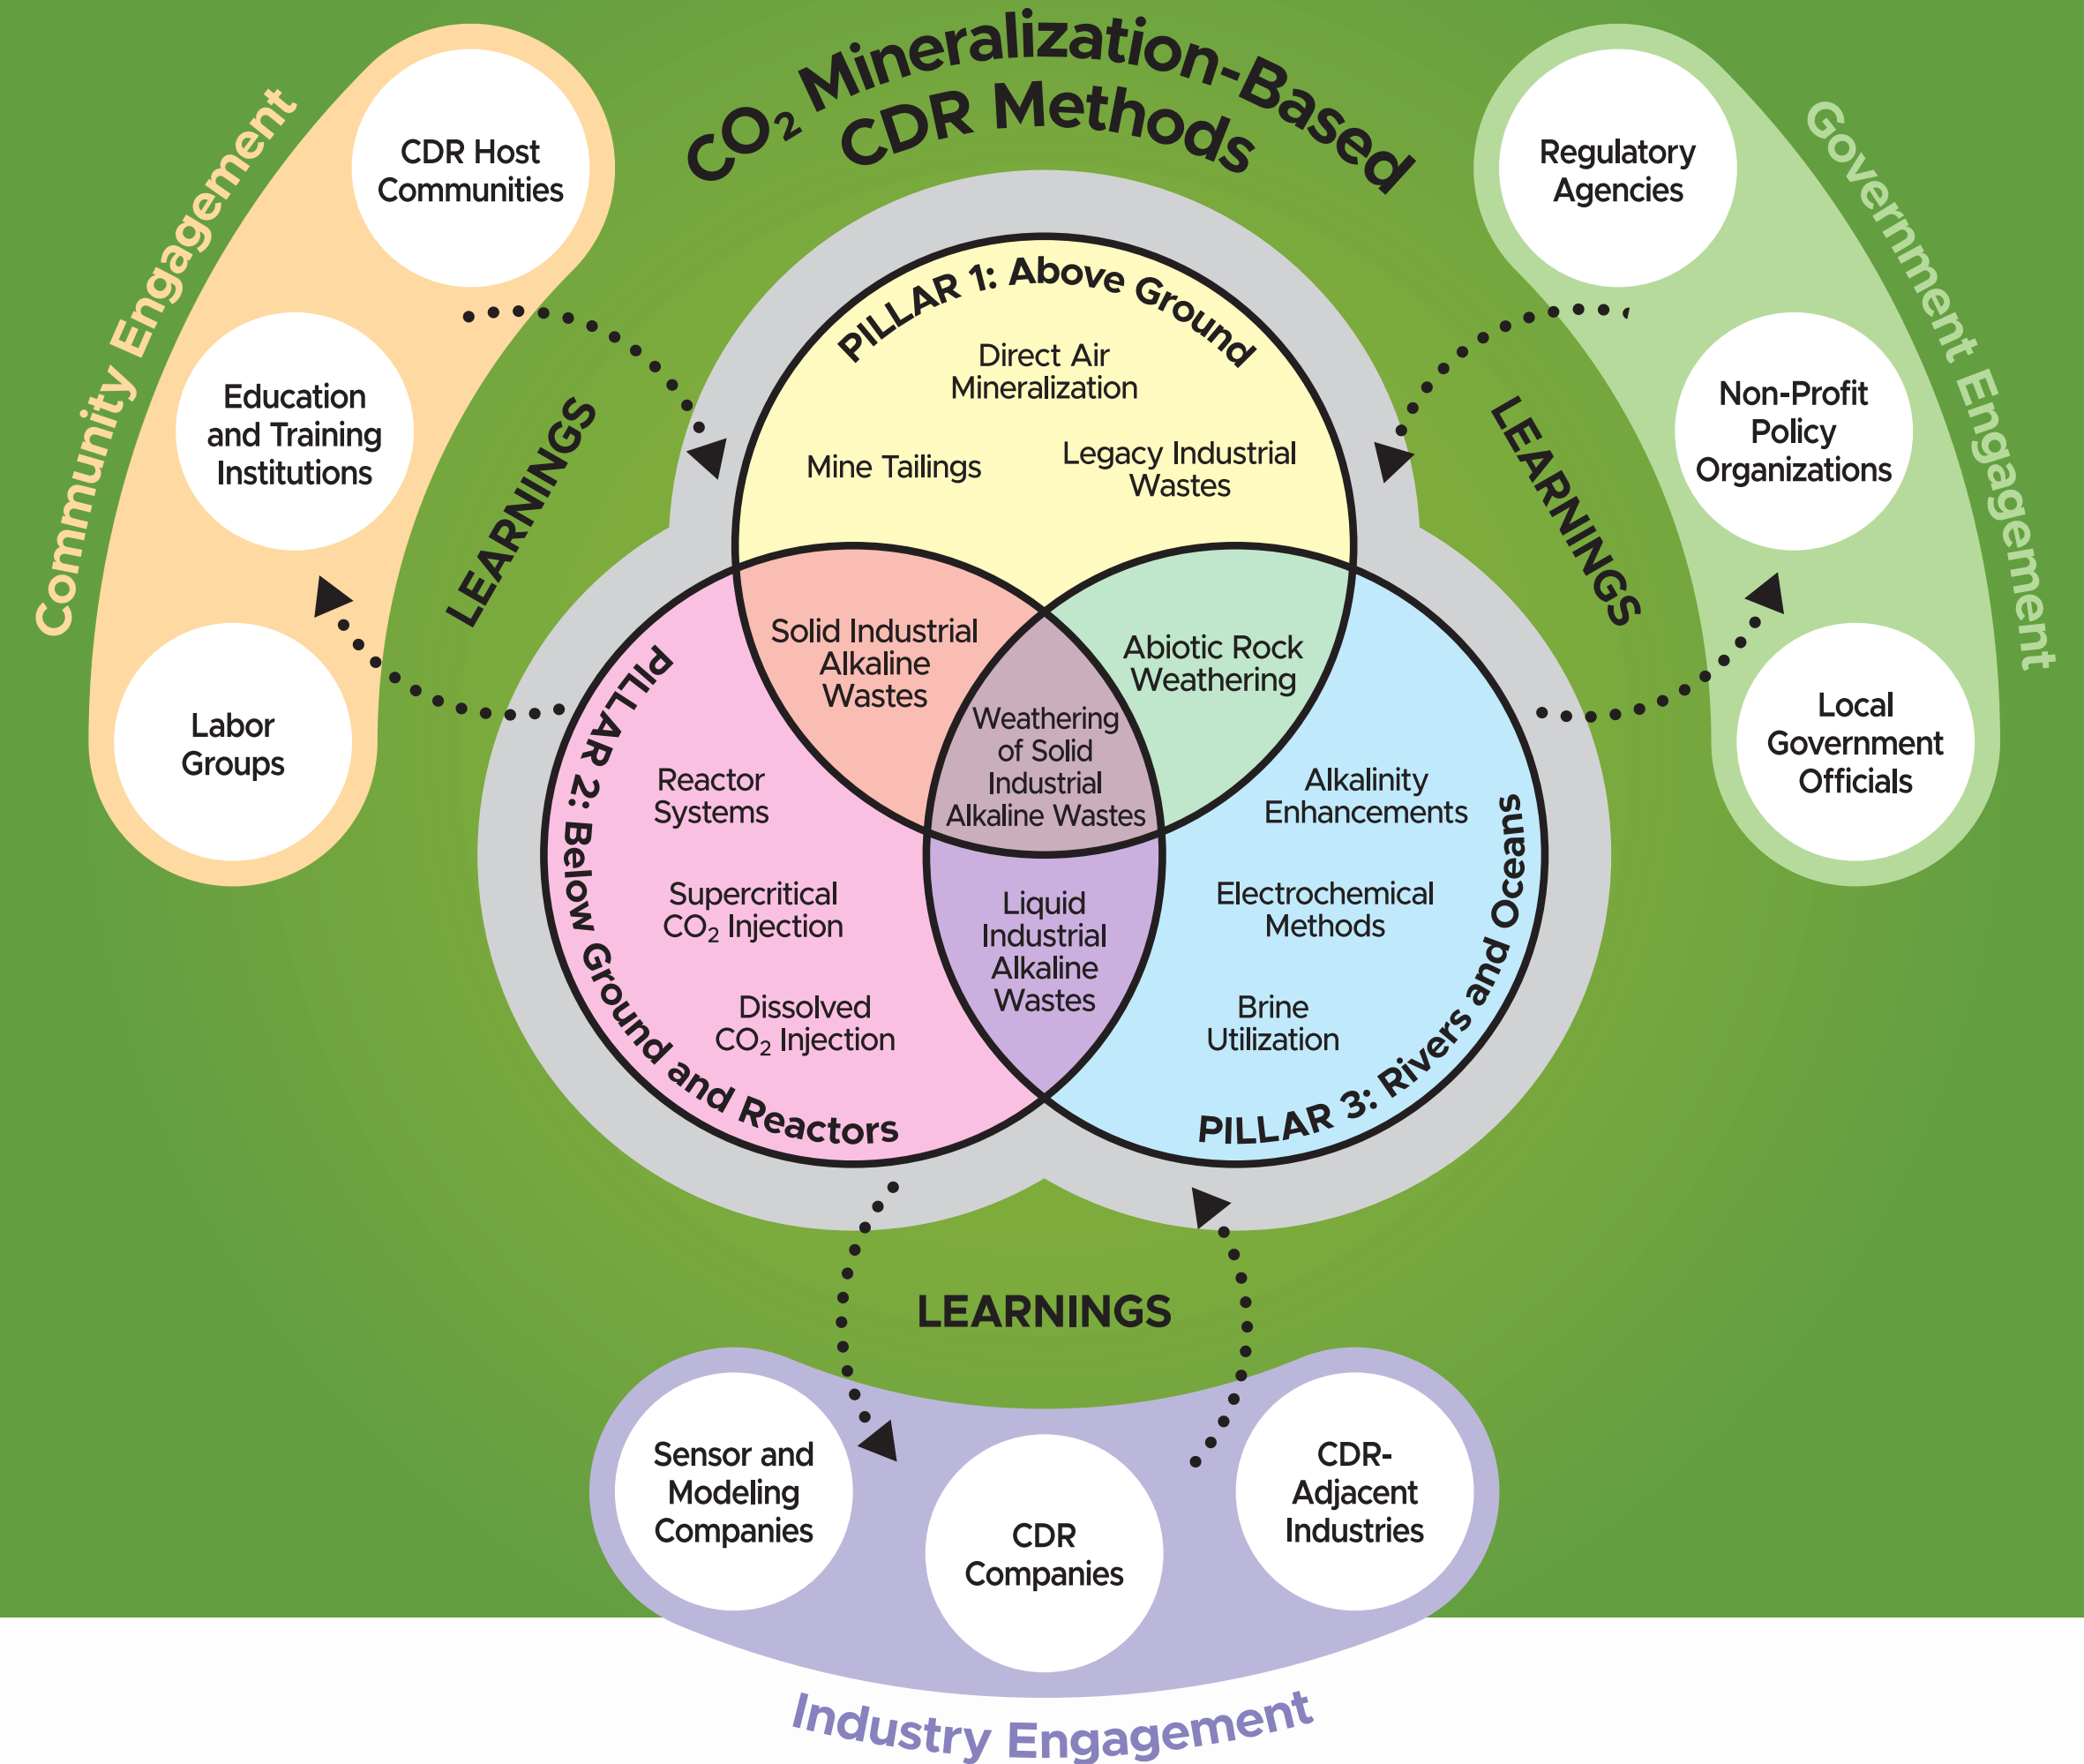 CO₂ Mineralization-Based
CDR Methods
Community Engagement
CDR Host
Communities
Education
and Training
Institutions
Labor
Groups
LEARNINGS
Government Engagement
Regulatory
Agencies
Non-Profit
Policy
Organizations
Local
Government
Officials
LEARNINGS
PILLAR 1: Above Ground
Direct Air
Mineralization
Mine Tailings
Legacy Industrial
Wastes
Solid Industrial
Alkaline
Wastes
Abiotic Rock
Weathering
Weathering
of Solid
Industrial
Alkaline Wastes
PILLAR 2: Below Ground and Reactors
Reactor
Systems
Supercritical
CO₂ Injection
Dissolved
CO₂ Injection
Liquid
Industrial
Alkaline
Wastes
PILLAR 3: Rivers and Oceans
Alkalinity
Enhancements
Electrochemical
Methods
Brine
Utilization
LEARNINGS
Sensor and
Modeling
Companies
CDR
Companies
CDR-
Adjacent
Industries
Industry Engagement